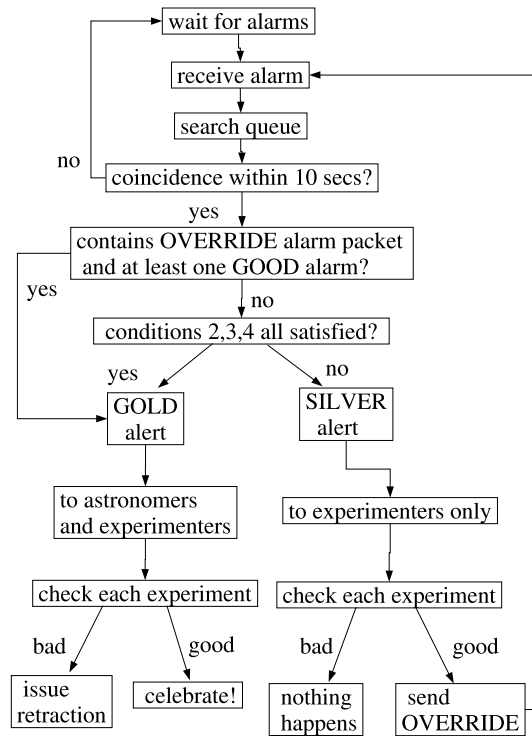 wait for alarms
receive alarm
search queue
no
coincidence within 10 secs?
yes
contains OVERRIDE alarm packet
and at least one GOOD alarm?
yes
no
conditions 2,3,4 all satisfied?
yes
no
GOLD
alert
SILVER
alert
to astronomers
and experimenters
to experimenters only
check each experiment
check each experiment
bad
good
bad
good
issue
retraction
celebrate!
nothing
happens
send
OVERRIDE